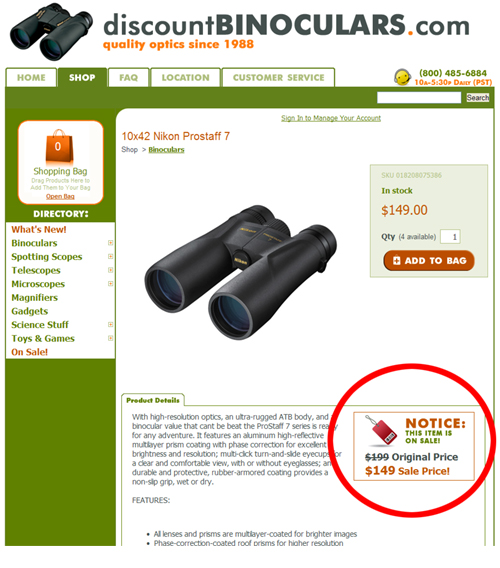 discountBINOCULARS.com
quality optics since 1988
HOME
SHOP
FAQ
LOCATION
CUSTOMER SERVICE
(800) 485-6884
10a-5:30p Daily (PST)
Search
Sign In to Manage Your Account
0
Shopping Bag
Drag Products Here to
Add Them to Your Bag
Open Bag
DIRECTORY:
What's New!
Binoculars
Spotting Scopes
Telescopes
Microscopes
Magnifiers
Gadgets
Science Stuff
Toys & Games
On Sale!
10x42 Nikon Prostaff 7
Shop > Binoculars
Nikon
SKU 018208075386
In stock
$149.00
Qty (4 available) 1
ADD TO BAG
Product Details
With high-resolution optics, an ultra-rugged ATB body, and
binocular value that cant be beat the ProStaff 7 series is ready
for any adventure. It features an aluminum high-reflective
multilayer prism coating with phase correction for excellent
brightness and resolution; multi-click turn-and-slide eyecups for
a clear and comfortable view, with or without eyeglasses; an
durable and protective, rubber-armored coating provides a
non-slip grip, wet or dry.
FEATURES:
• All lenses and prisms are multilayer-coated for brighter images
• Phase-correction-coated roof prisms for higher resolution
NOTICE:
THIS ITEM IS
ON SALE!
$199 Original Price
$149 Sale Price!